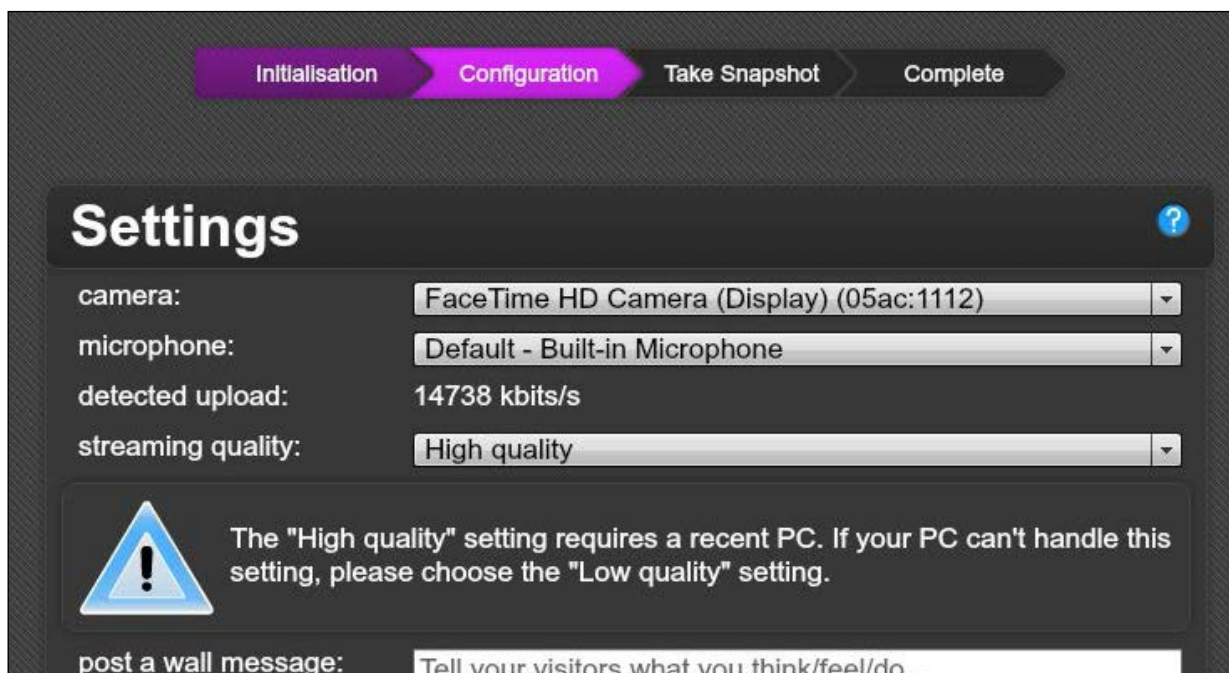 Initialisation Configuration Take Snapshot Complete
Settings
?
camera: FaceTime HD Camera (Display) (05ac:1112)
microphone: Default - Built-in Microphone
detected upload: 14738 kbits/s
streaming quality: High quality
The "High quality" setting requires a recent PC. If your PC can't handle this
setting, please choose the "Low quality" setting.
post a wall message: Tell your visitors what you think/feel/do...